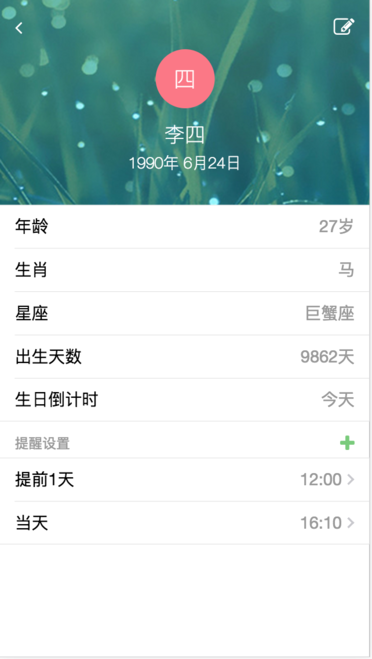 四
李四
1990年 6月24日
年龄 27岁
生肖 马
星座 巨蟹座
出生天数 9862天
生日倒计时 今天
提醒设置
提前1天 12:00
当天 16:10